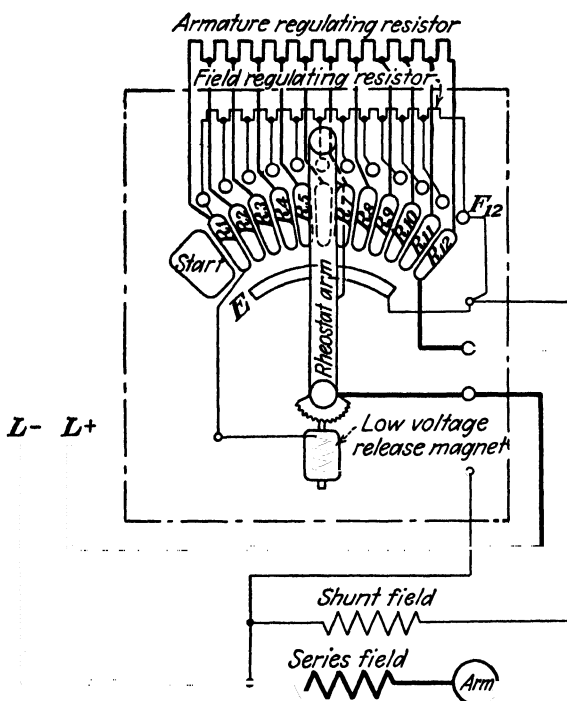 Armature regulating resistor
Field regulating resistor
F12
R1
R2
R3
R4
R5
R7
R8
R9
R10
R11
R12
Start
E
Rheostat arm
L- L+
Low voltage
release magnet
Shunt field
Series field
Arm